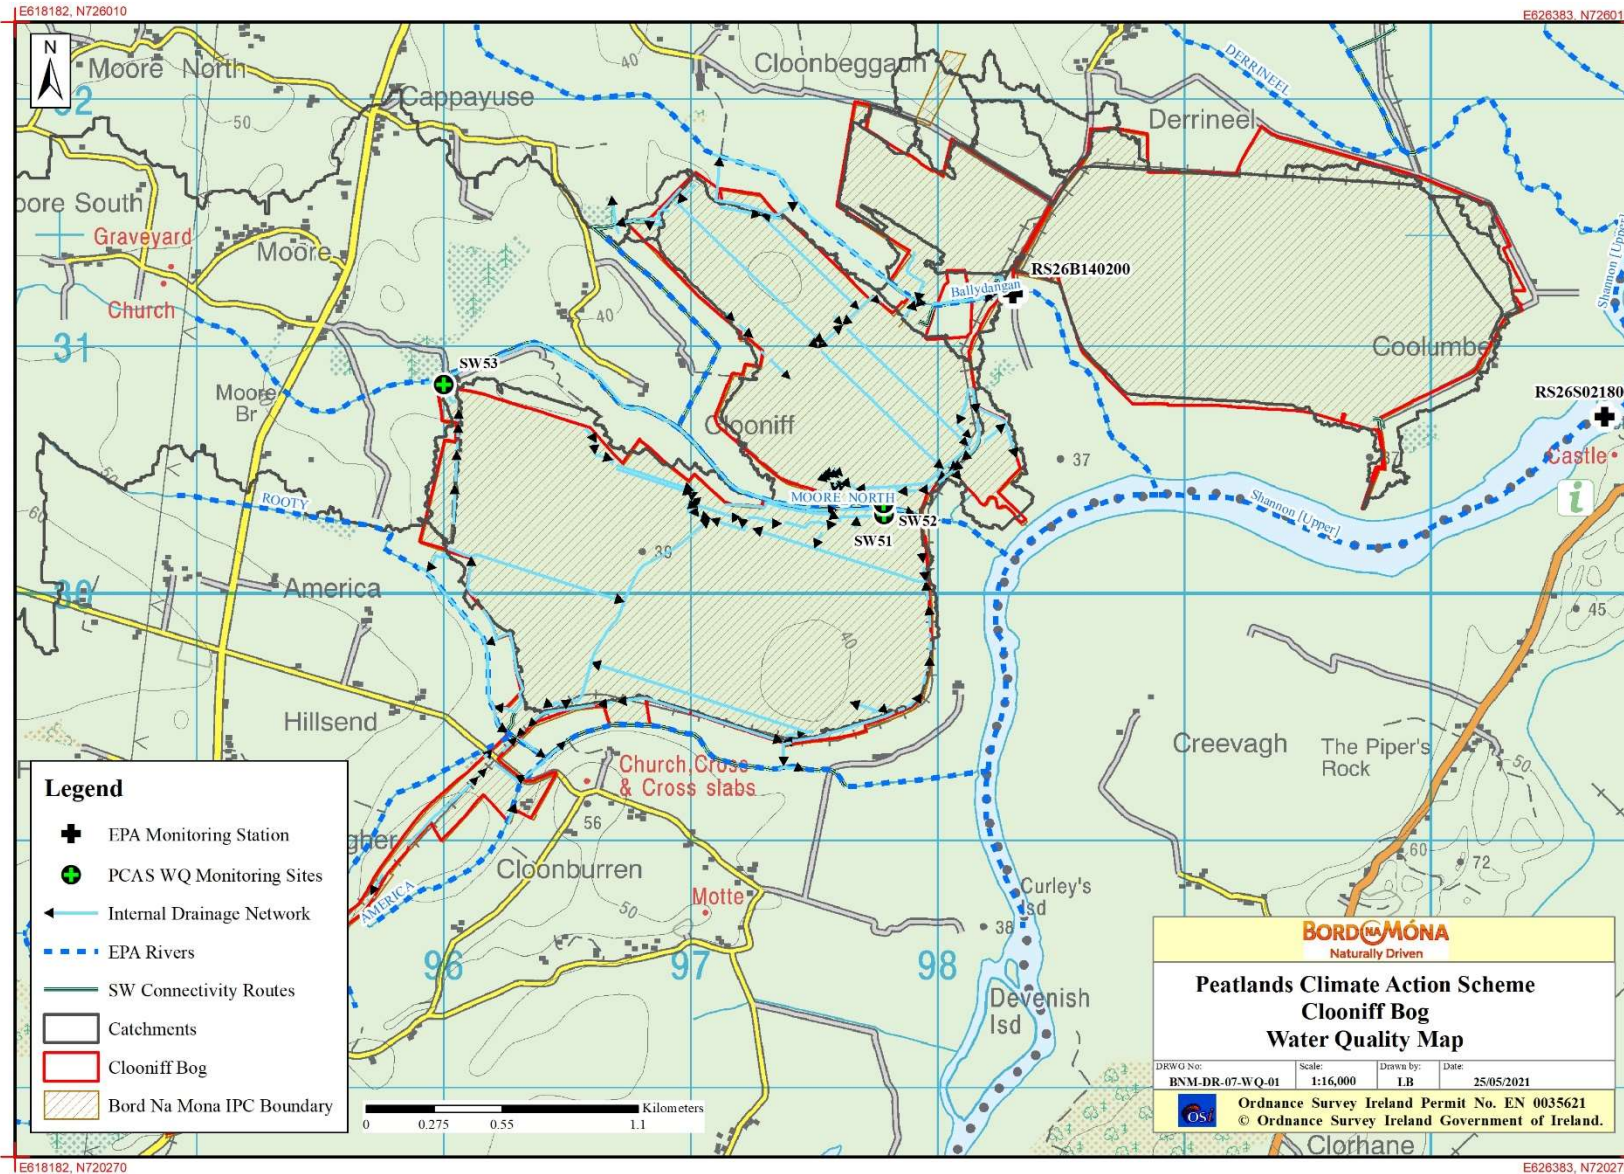 E618182, N726010
E626383, N72601
N
Moore North
Cappayuse
Cloonbeggaun
DERRINEEL
Derrineel
40
50
oore South
Graveyard
Moore
Church
Ballydangan
RS26B140200
Shannon [Upper]
31
40
SW53
Moore
Br
Clooniff
Coolumber
RS26S02180
37
37
Castle
50
60
ROOTY
MOORE NORTH
SW52
SW51
Shannon [Upper]
39
30
America
40
45
Hillsend
Church, Cross
& Cross slabs
Creevagh
The Piper's
Rock
50
56
gher
Cloonburren
60
72
AMERICA
50
Motte
Curley's
Isd
38
96
97
98
Devenish
Isd
Clorhane
Legend
EPA Monitoring Station
PCAS WQ Monitoring Sites
Internal Drainage Network
EPA Rivers
SW Connectivity Routes
Catchments
Clooniff Bog
Bord Na Mona IPC Boundary
Kilometers
0 0.275 0.55 1.1
BORD NA MÓNA
Naturally Driven
Peatlands Climate Action Scheme
Clooniff Bog
Water Quality Map
DRWG No: Scale: Drawn by: Date:
BNM-DR-07-WQ-01 1:16,000 LB 25/05/2021
OSi
Ordnance Survey Ireland Permit No. EN 0035621
© Ordnance Survey Ireland Government of Ireland.
E618182, N720270
E626383, N72027